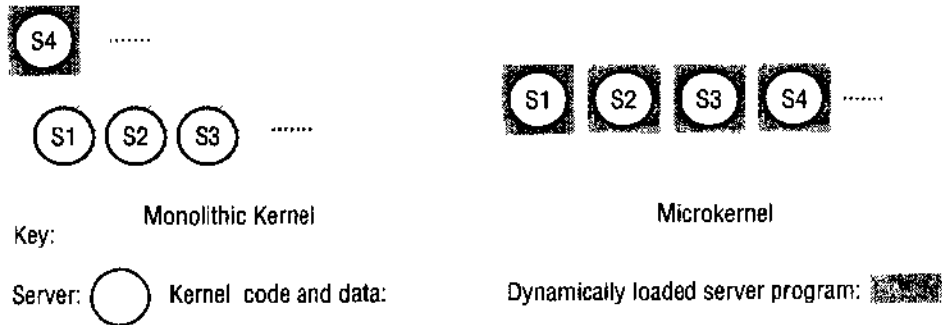 S4 .......
S1 S2 S3 .......
S1 S2 S3 S4 .......
Monolithic Kernel
Microkernel
Key:
Server: Kernel code and data: Dynamically loaded server program: